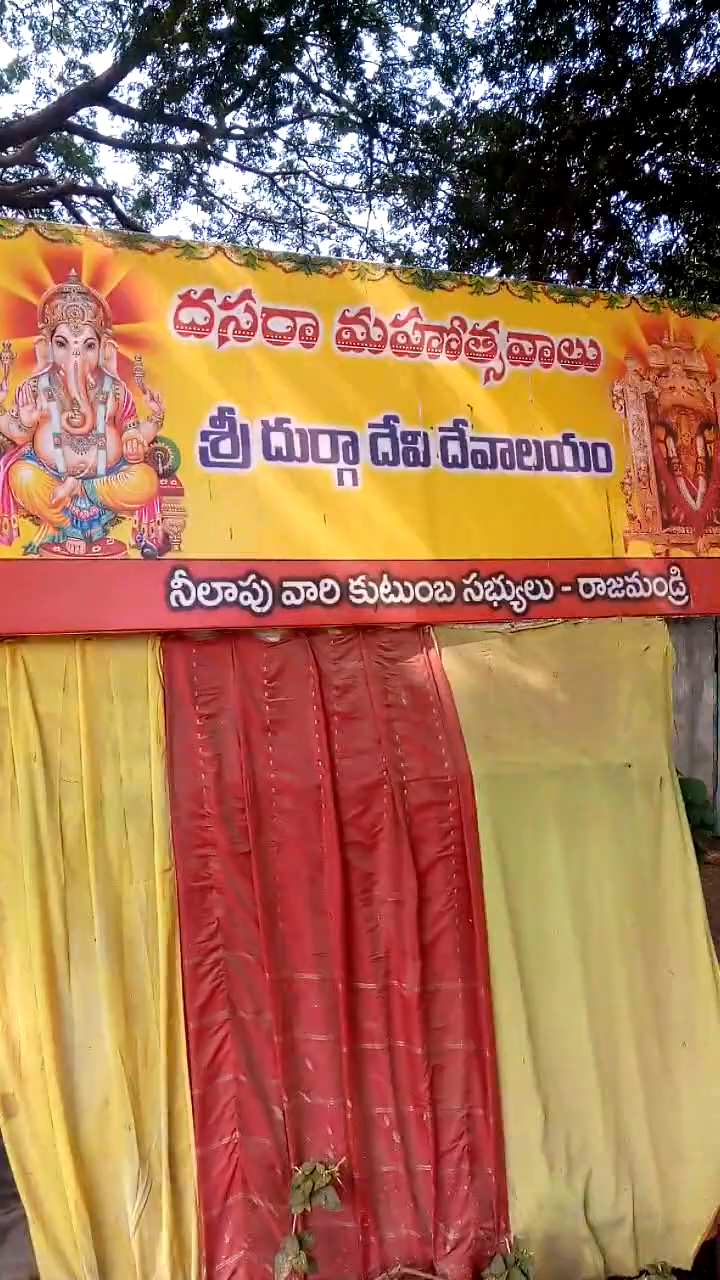 దసరా మహోత్సవాలు
శ్రీ దుర్గా దేవి దేవాలయం
నీలాపు వారి కుటుంబ సభ్యులు - రాజమండ్రి